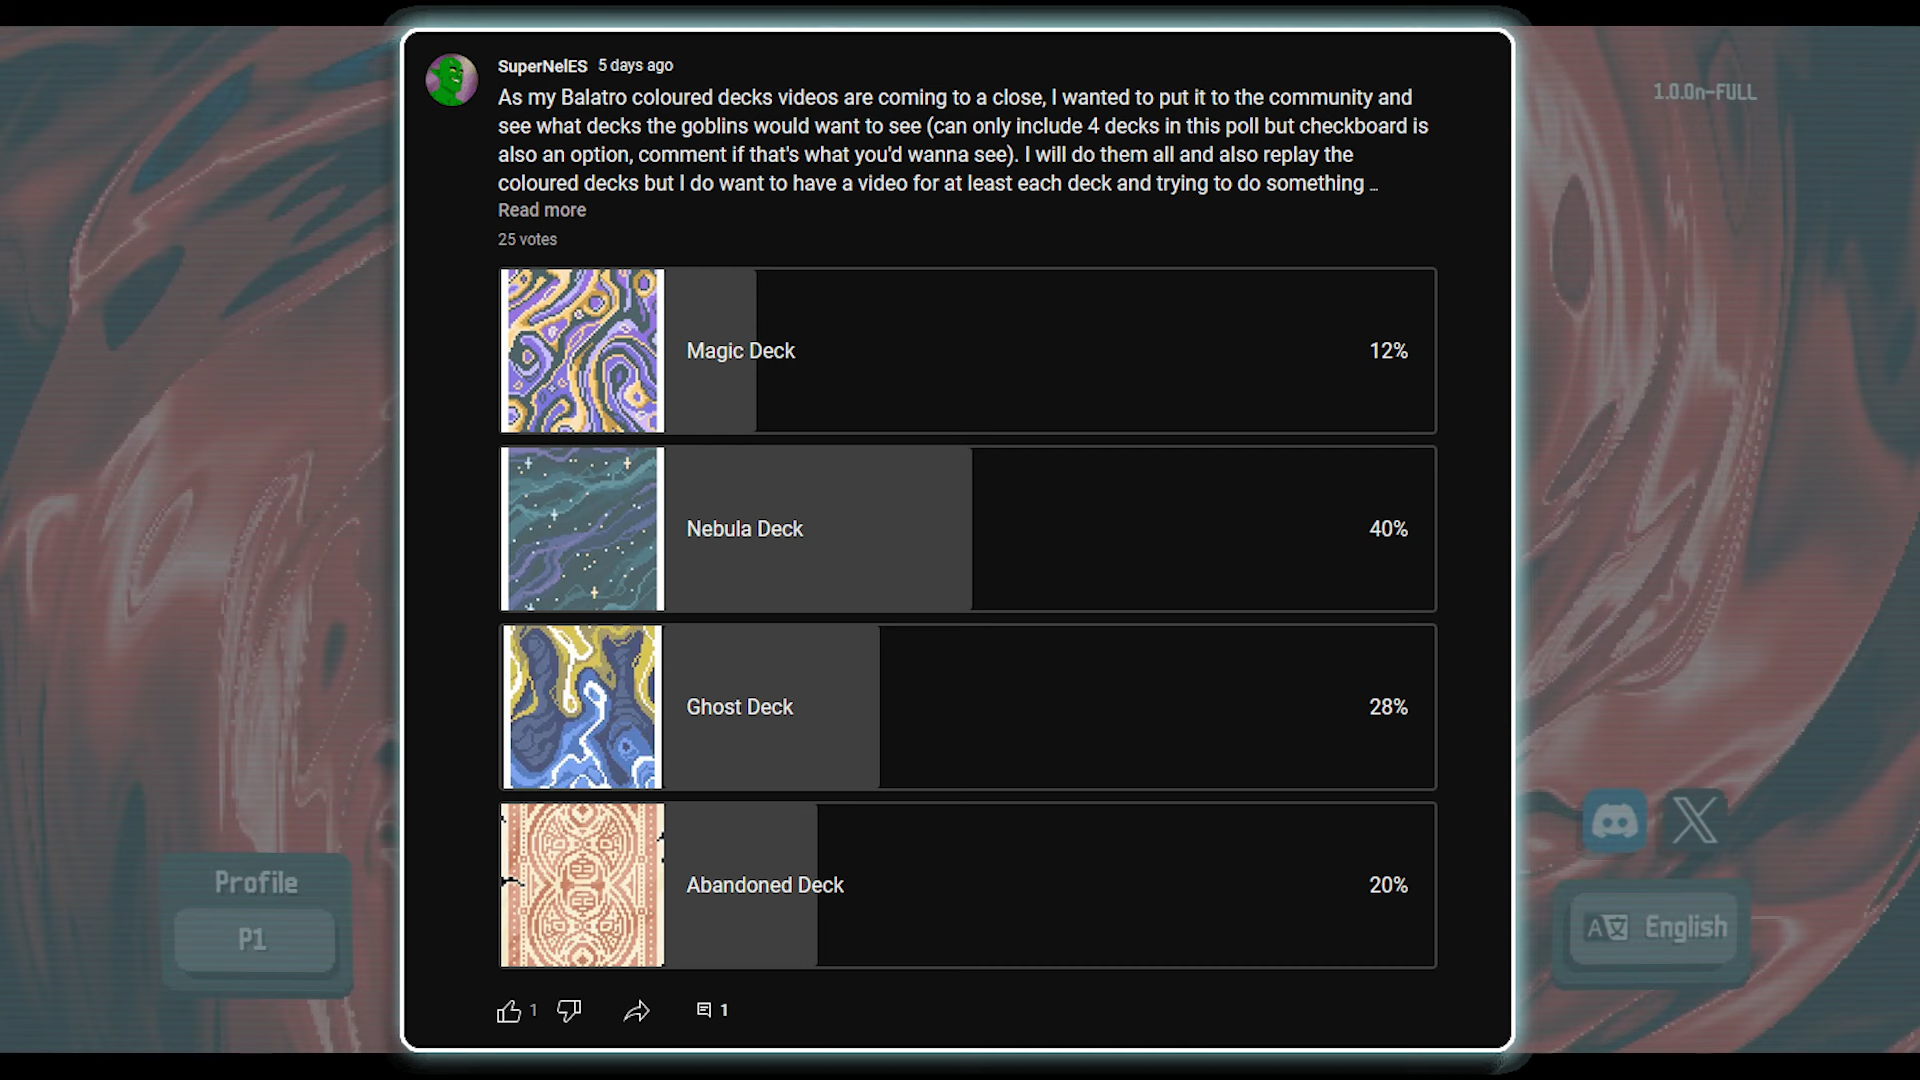 SuperNelES 5 days ago
As my Balatro coloured decks videos are coming to a close, I wanted to put it to the community and
see what decks the goblins would want to see (can only include 4 decks in this poll but checkboard is
also an option, comment if that's what you'd wanna see). I will do them all and also replay the
coloured decks but I do want to have a video for at least each deck and trying to do something ...
Read more
25 votes
Magic Deck 12%
Nebula Deck 40%
Ghost Deck 28%
Abandoned Deck 20%
1 1
1.0.0n-FULL
Profile
P1
English